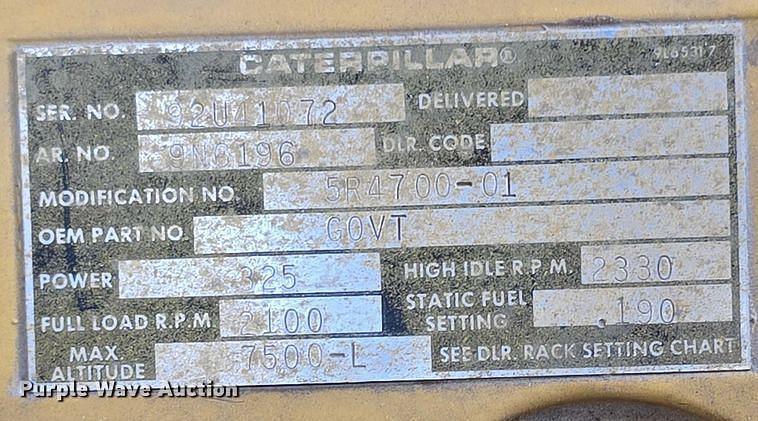 CATERPILLAR®
9L65317
SER. NO. 92U41072 DELIVERED
AR. NO. 9N6196 DLR. CODE
MODIFICATION NO 5R4700-01
OEM PART NO. GOVT
POWER 325 HIGH IDLE R.P.M. 2330
FULL LOAD R.P.M. 2100 STATIC FUEL SETTING .190
MAX. ALTITUDE 7500-L SEE DLR. RACK SETTING CHART
Purple Wave Auction